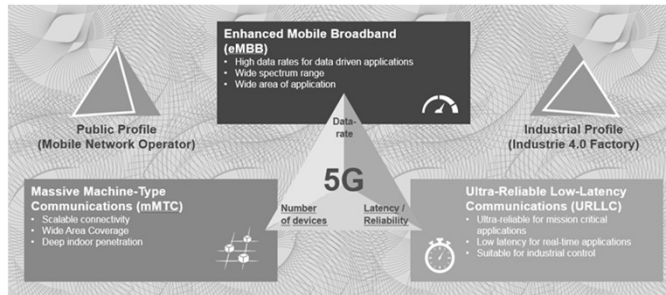 Enhanced Mobile Broadband
(eMBB)
• High data rates for data driven applications
• Wide spectrum range
• Wide area of application
Public Profile
(Mobile Network Operator)
Industrial Profile
(Industrie 4.0 Factory)
Data-
rate
5G
Number
of devices
Latency /
Reliability
Massive Machine-Type
Communications (mMTC)
• Scalable connectivity
• Wide Area Coverage
• Deep indoor penetration
Ultra-Reliable Low-Latency
Communications (URLLC)
• Ultra-reliable for mission critical
applications
• Low latency for real-time applications
• Suitable for industrial control